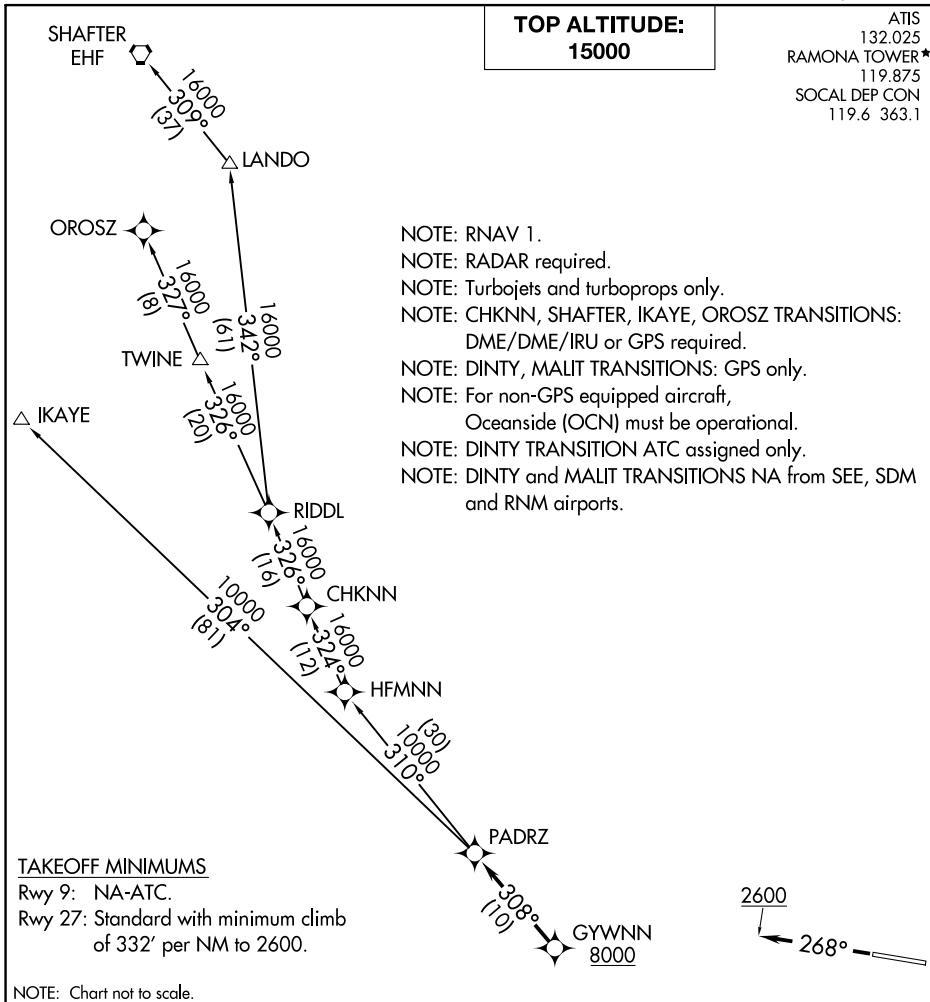 TOP ALTITUDE:
15000
ATIS
132.025
RAMONA TOWER★
119.875
SOCAL DEP CON
119.6 363.1
SHAFTER
EHF
16000
309°
(37)
LANDO
OROSZ
16000
327°
(8)
16000
342°
(61)
TWINE
16000
326°
(20)
IKAYE
RIDDL
16000
326°
(16)
CHKNN
10000
304°
(81)
16000
324°
(12)
HFMNN
(30)
10000
310°
PADRZ
308°
(10)
GYWNN
8000
2600
268°
NOTE: RNAV 1.
NOTE: RADAR required.
NOTE: Turbojets and turboprops only.
NOTE: CHKNN, SHAFTER, IKAYE, OROSZ TRANSITIONS:
DME/DME/IRU or GPS required.
NOTE: DINTY, MALIT TRANSITIONS: GPS only.
NOTE: For non-GPS equipped aircraft,
Oceanside (OCN) must be operational.
NOTE: DINTY TRANSITION ATC assigned only.
NOTE: DINTY and MALIT TRANSITIONS NA from SEE, SDM
and RNM airports.
TAKEOFF MINIMUMS
Rwy 9: NA-ATC.
Rwy 27: Standard with minimum climb
of 332' per NM to 2600.
NOTE: Chart not to scale.